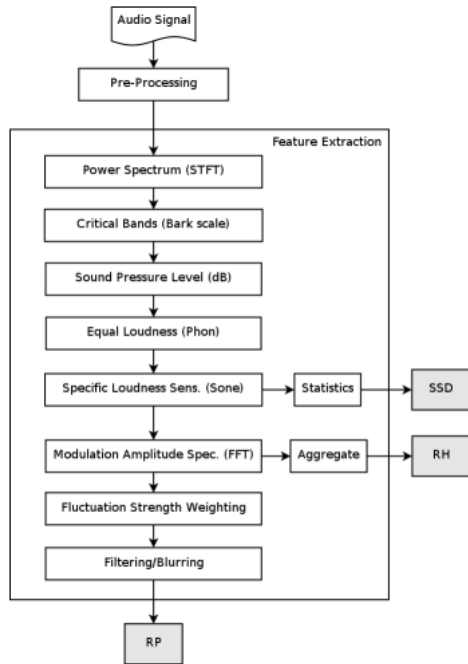 Audio Signal
Pre-Processing
Feature Extraction
Power Spectrum (STFT)
Critical Bands (Bark scale)
Sound Pressure Level (dB)
Equal Loudness (Phon)
Specific Loudness Sens. (Sone)
Statistics
SSD
Modulation Amplitude Spec. (FFT)
Aggregate
RH
Fluctuation Strength Weighting
Filtering/Blurring
RP